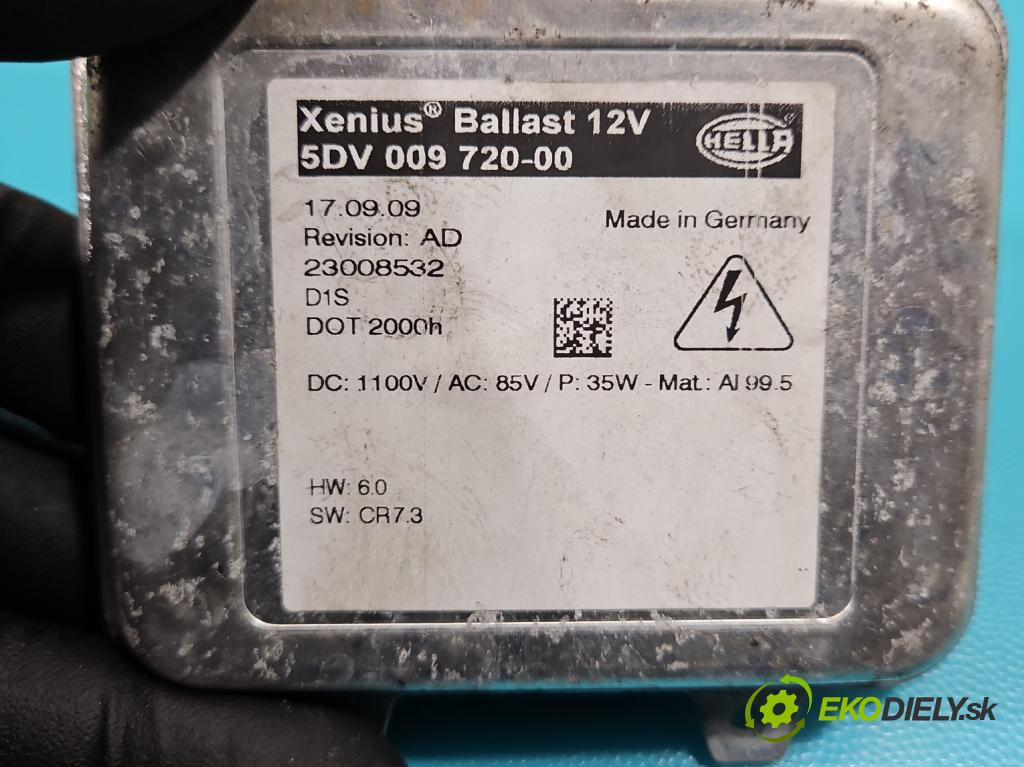 Xenius® Ballast 12V
5DV 009 720-00
HELLA
17.09.09
Made in Germany
Revision: AD
23008532
D1S
DOT 2000h
DC: 1100V / AC: 85V / P: 35W - Mat.: Al 99.5
HW: 6.0
SW: CR7.3
EKODIELY.sk